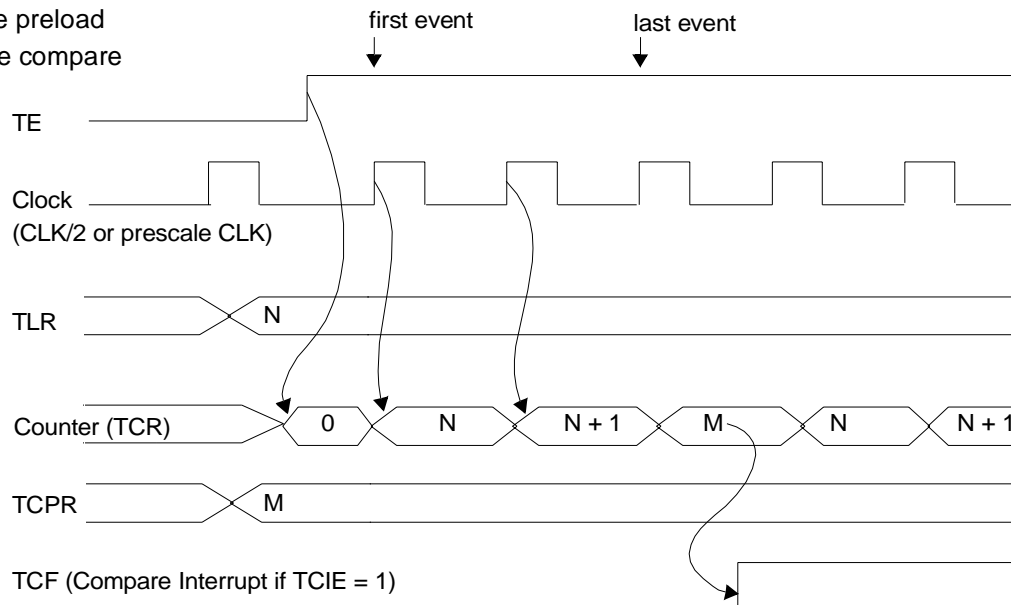 e preload
first event
last event
e compare
TE
Clock
(CLK/2 or prescale CLK)
TLR
N
Counter (TCR)
0
N
N + 1
M
N
N + 1
TCPR
M
TCF (Compare Interrupt if TCIE = 1)